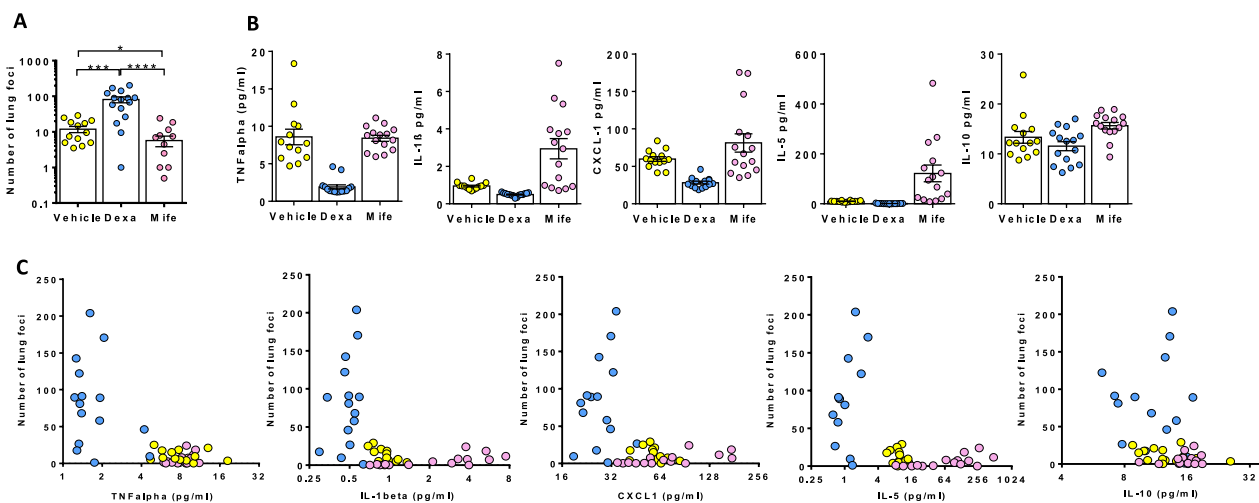 A
Number of lung foci
1000
100
10
1
0.1
*
*** ****
Vehicle Dexa Mife
B
TNFalpha (pg/ml)
20
15
10
5
0
Vehicle Dexa Mife
IL-1ß pg/ml
8
6
4
2
0
Vehicle Dexa Mife
CXCL-1 pg/ml
200
150
100
50
0
Vehicle Dexa Mife
IL-5 pg/ml
600
400
200
0
Vehicle Dexa Mife
IL-10 pg/ml
30
20
10
0
Vehicle Dexa Mife
C
Number of lung foci
250
200
150
100
50
0
1 2 4 8 16 32
TNFalpha (pg/ml)
Number of lung foci
250
200
150
100
50
0
0.25 0.5 1 2 4 8
IL-1beta (pg/ml)
Number of lung foci
250
200
150
100
50
0
16 32 64 128 256
CXCL1 (pg/ml)
Number of lung foci
250
200
150
100
50
0
0.25 1 4 16 64 256 1024
IL-5 (pg/ml)
Number of lung foci
250
200
150
100
50
0
4 8 16 32
IL-10 (pg/ml)